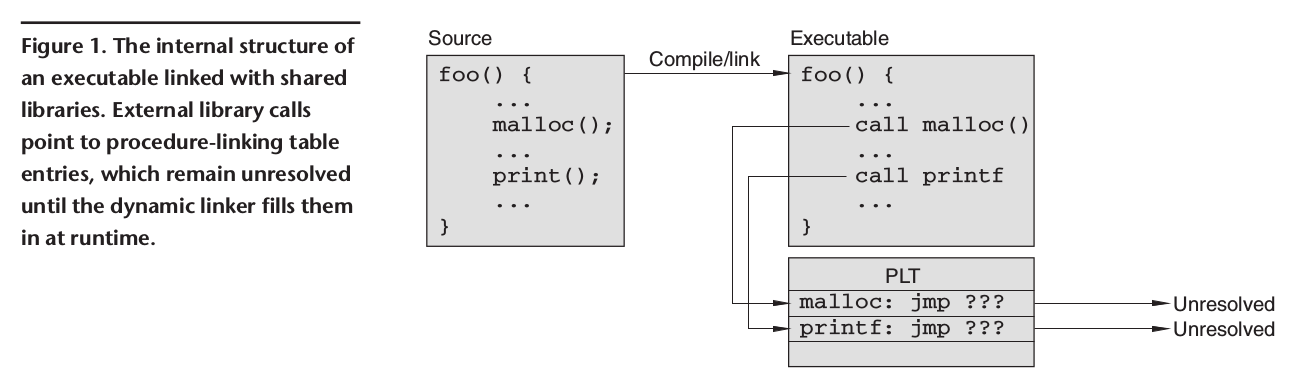 Figure 1. The internal structure of
an executable linked with shared
libraries. External library calls
point to procedure-linking table
entries, which remain unresolved
until the dynamic linker fills them
in at runtime.
Source
foo() {
...
malloc();
...
print();
...
}
Compile/link
Executable
foo() {
...
call malloc()
...
call printf
...
}
PLT
malloc: jmp ???
printf: jmp ???
Unresolved
Unresolved